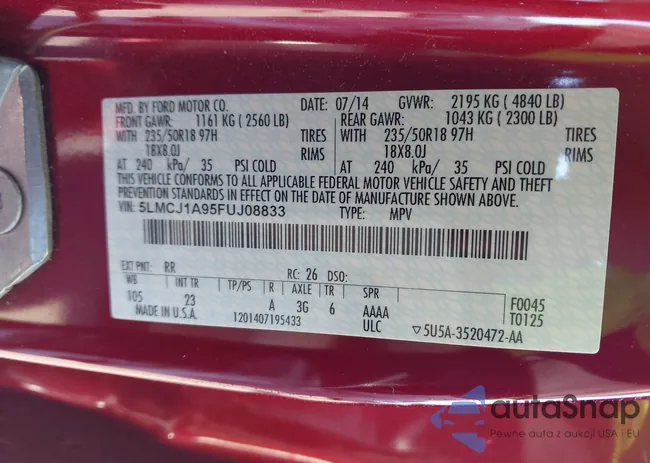 MFD. BY FORD MOTOR CO. DATE: 07/14 GVWR: 2195 KG ( 4840 LB)
FRONT GAWR: 1161 KG ( 2560 LB) REAR GAWR: 1043 KG ( 2300 LB)
WITH 235/50R18 97H TIRES WITH 235/50R18 97H TIRES
18X8.0J RIMS 18X8.0J RIMS
AT 240 kPa/ 35 PSI COLD AT 240 kPa/ 35 PSI COLD
THIS VEHICLE CONFORMS TO ALL APPLICABLE FEDERAL MOTOR VEHICLE SAFETY AND THEFT
PREVENTION STANDARDS IN EFFECT ON THE DATE OF MANUFACTURE SHOWN ABOVE.
VIN: 5LMCJ1A95FUJ08833 TYPE: MPV
EXT PNT: RR RC: 26 DSO:
WB INT TR TP/PS R AXLE TR SPR
105 23 A 3G 6 AAAA F0045
MADE IN U.S.A. 1201407195433 ULC ▽5U5A-3520472-AA T0125
autaSnap
Pewne auta z aukcji USA i EU